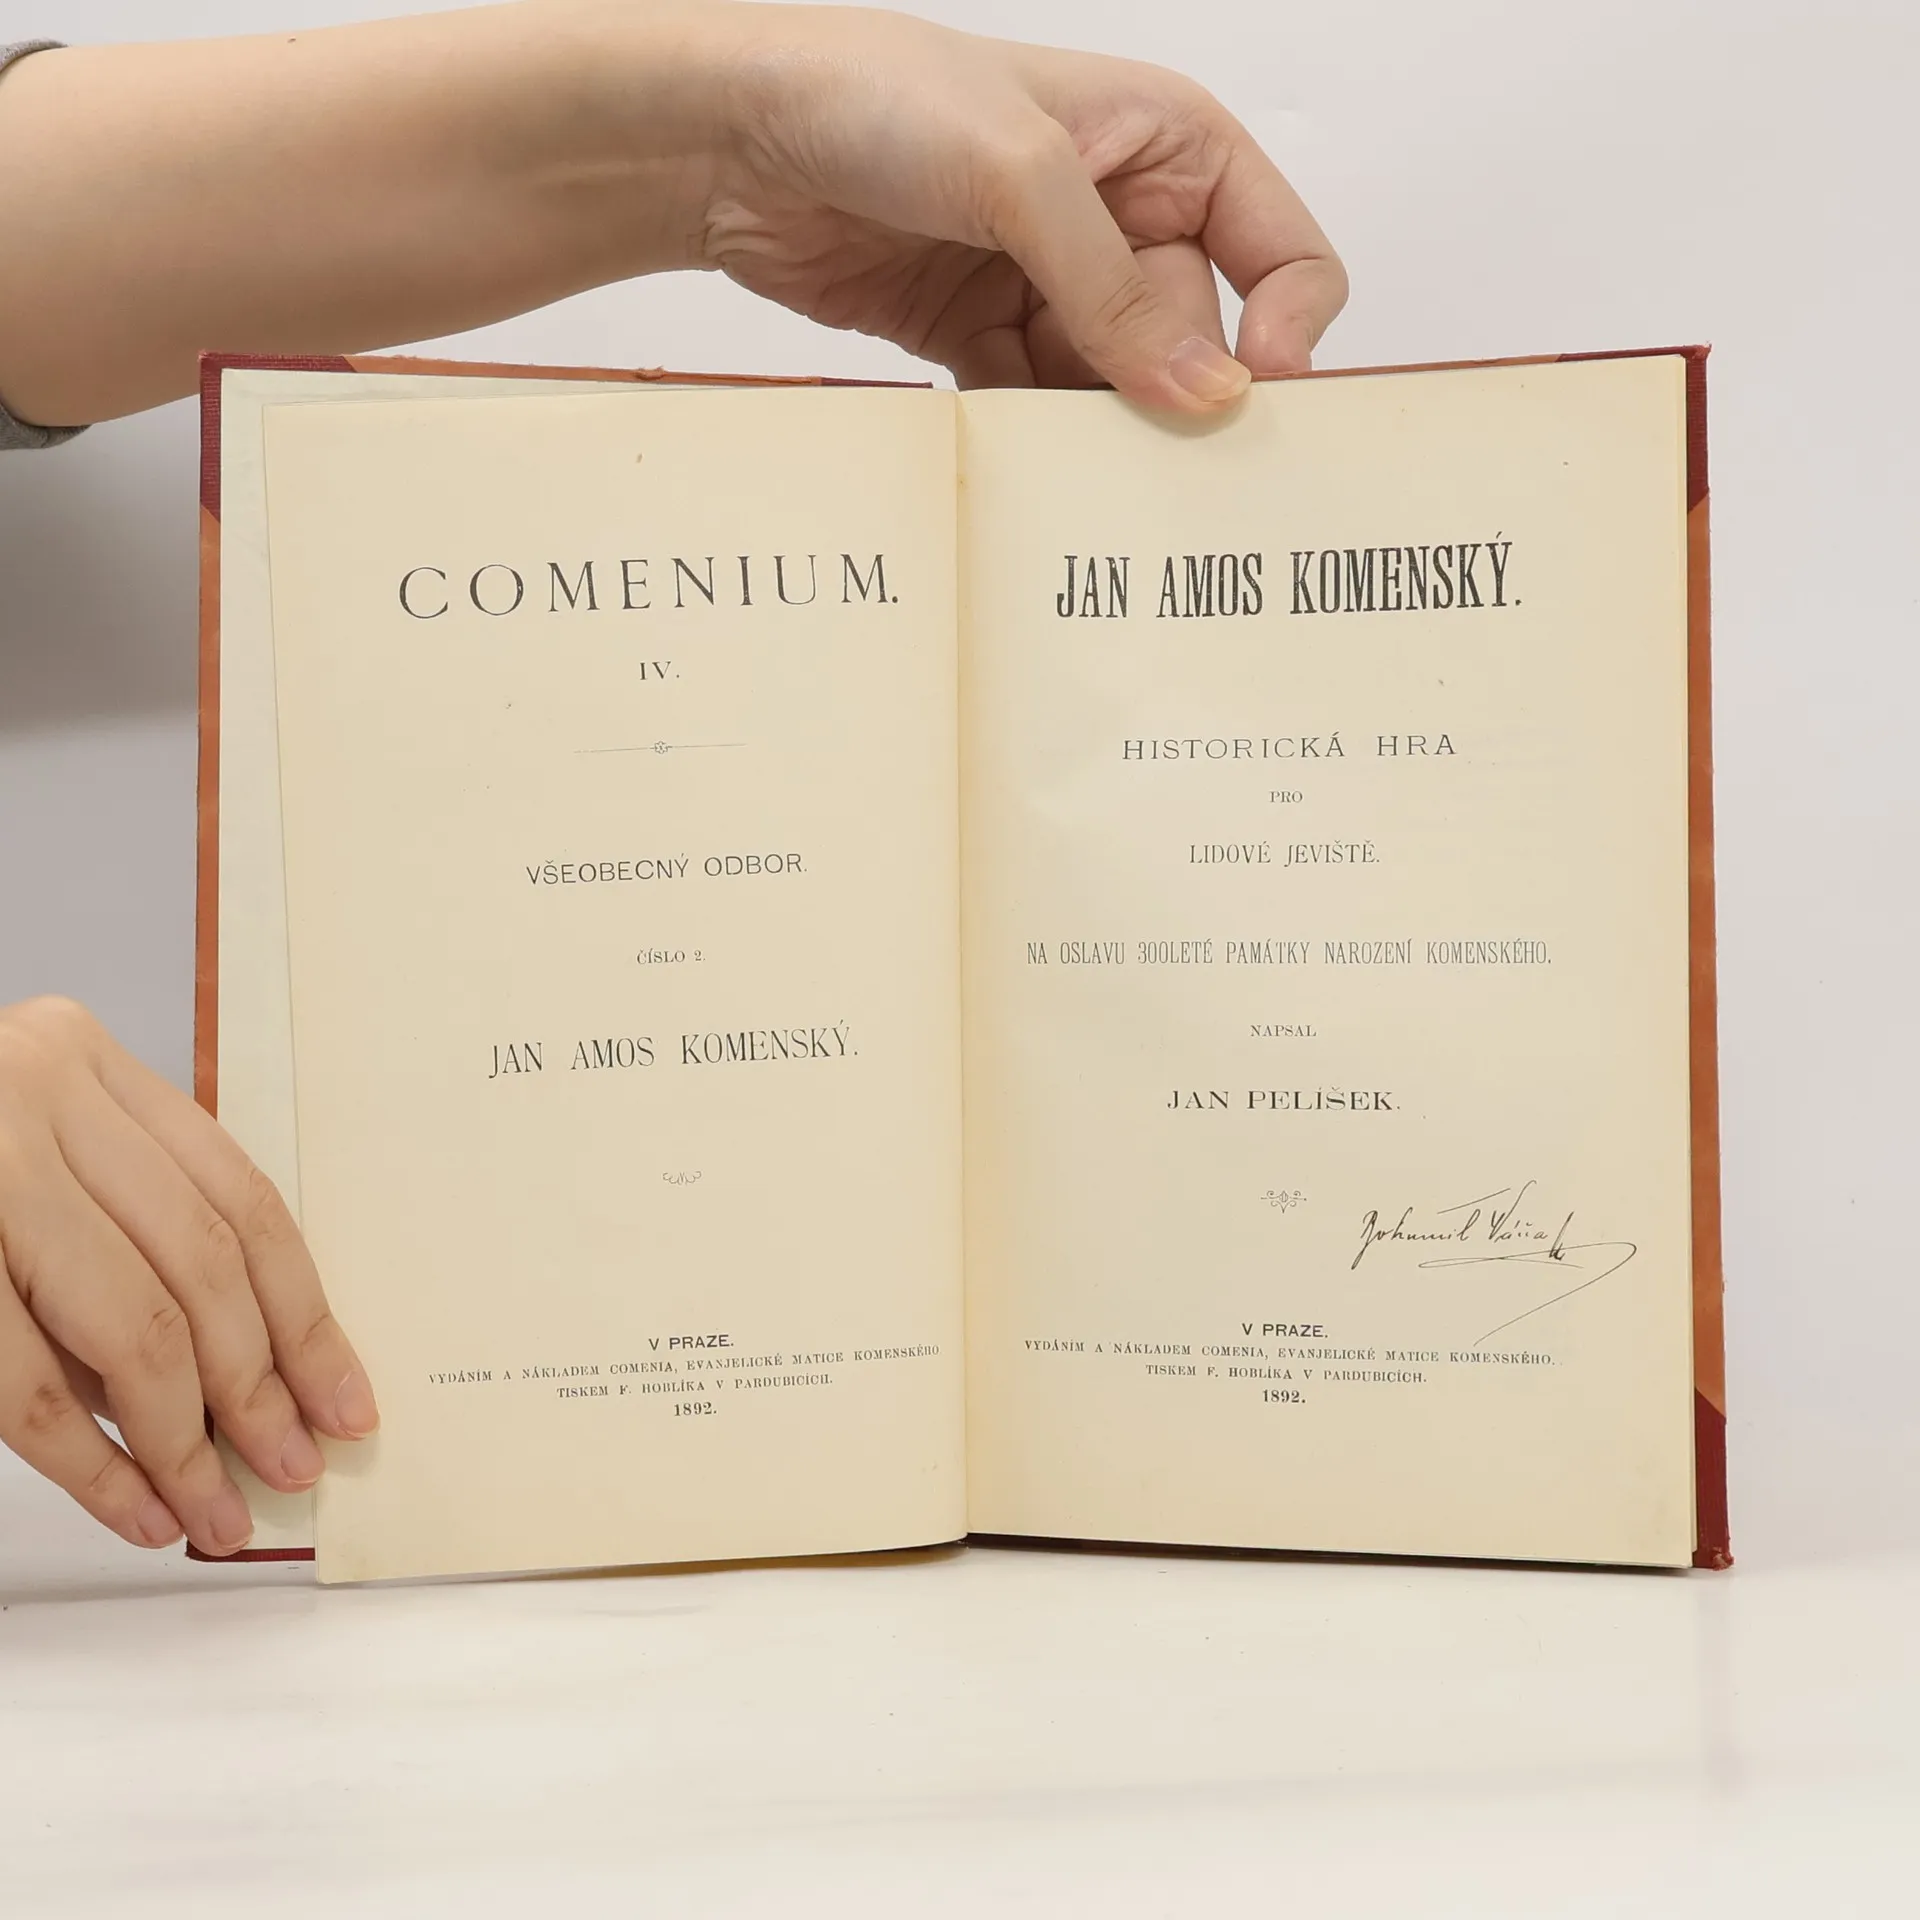 COMENIUM.
IV.
VŠEOBECNÝ ODBOR.
ČÍSLO 2.
JAN AMOS KOMENSKÝ.
V PRAZE.
VYDÁNÍM A NÁKLADEM COMENIA, EVANJELICKÉ MATICE KOMENSKÉHO
TISKEM F. HOBLÍKA V PARDUBICÍCH.
1892.
JAN AMOS KOMENSKÝ.
HISTORICKÁ HRA
PRO
LIDOVÉ JEVIŠTĚ.
NA OSLAVU 300LETÉ PAMÁTKY NAROZENÍ KOMENSKÉHO.
NAPSAL
JAN PELÍŠEK.
Bohumil
V PRAZE.
VYDÁNÍM A NÁKLADEM COMENIA, EVANJELICKÉ MATICE KOMENSKÉHO.
TISKEM F. HOBLÍKA V PARDUBICÍCH.
1892.